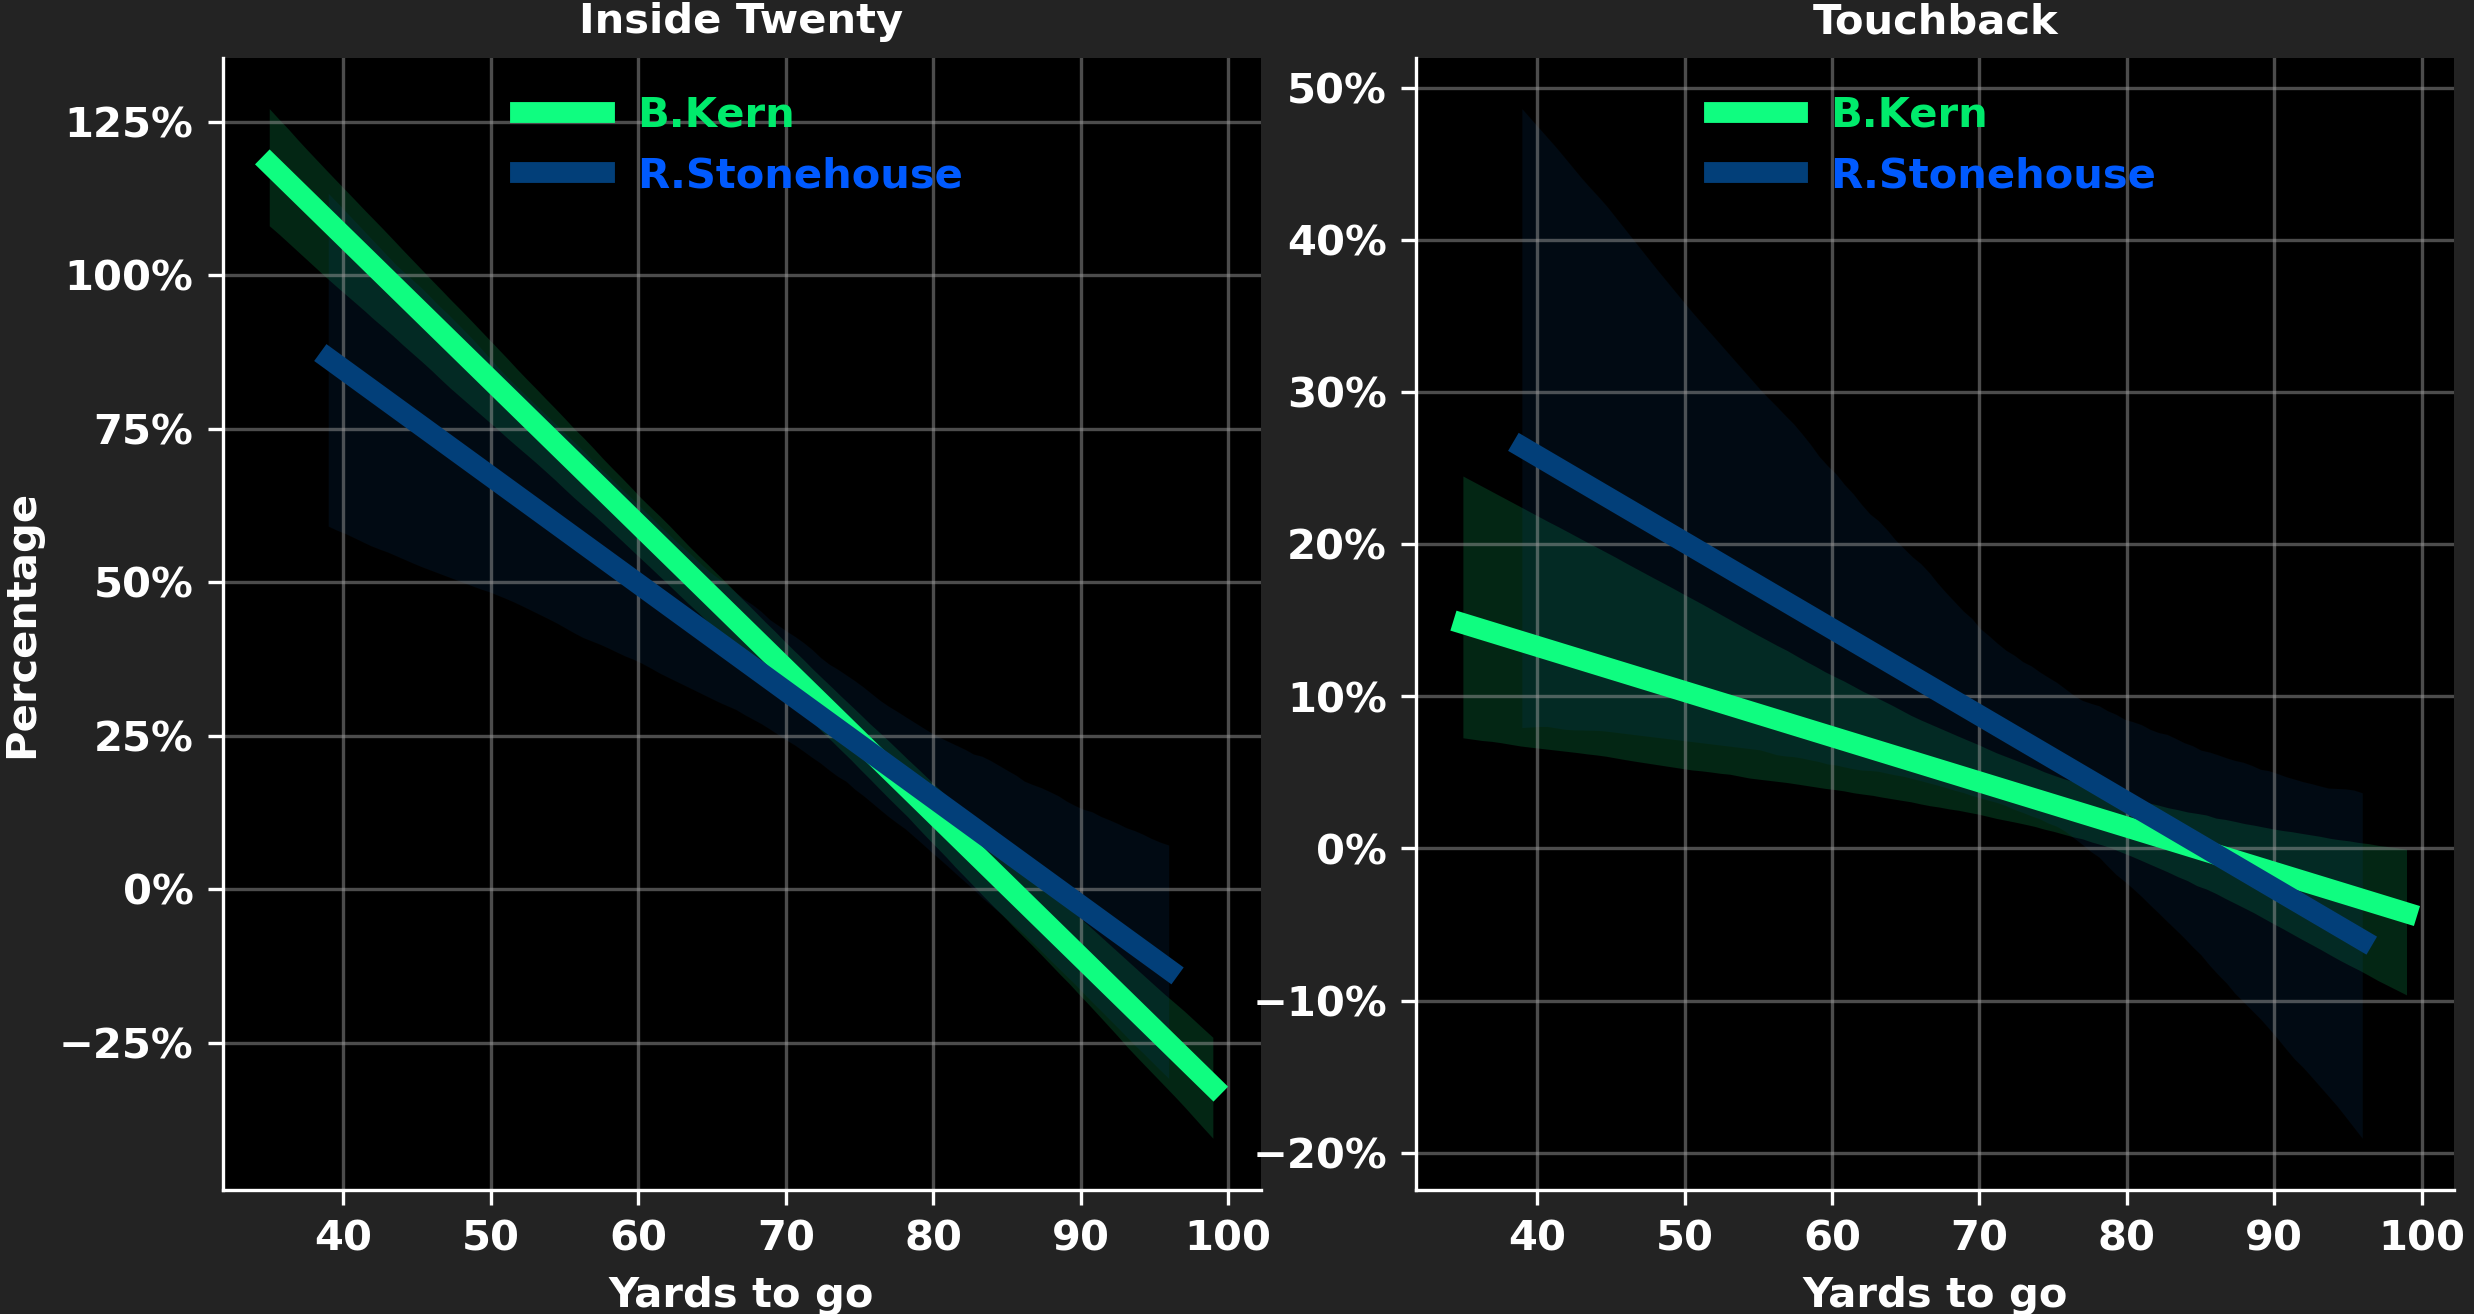 Inside Twenty
B.Kern
R.Stonehouse
125%
100%
75%
50%
25%
0%
−25%
Percentage
40 50 60 70 80 90 100
Yards to go
Touchback
B.Kern
R.Stonehouse
50%
40%
30%
20%
10%
0%
−10%
−20%
40 50 60 70 80 90 100
Yards to go